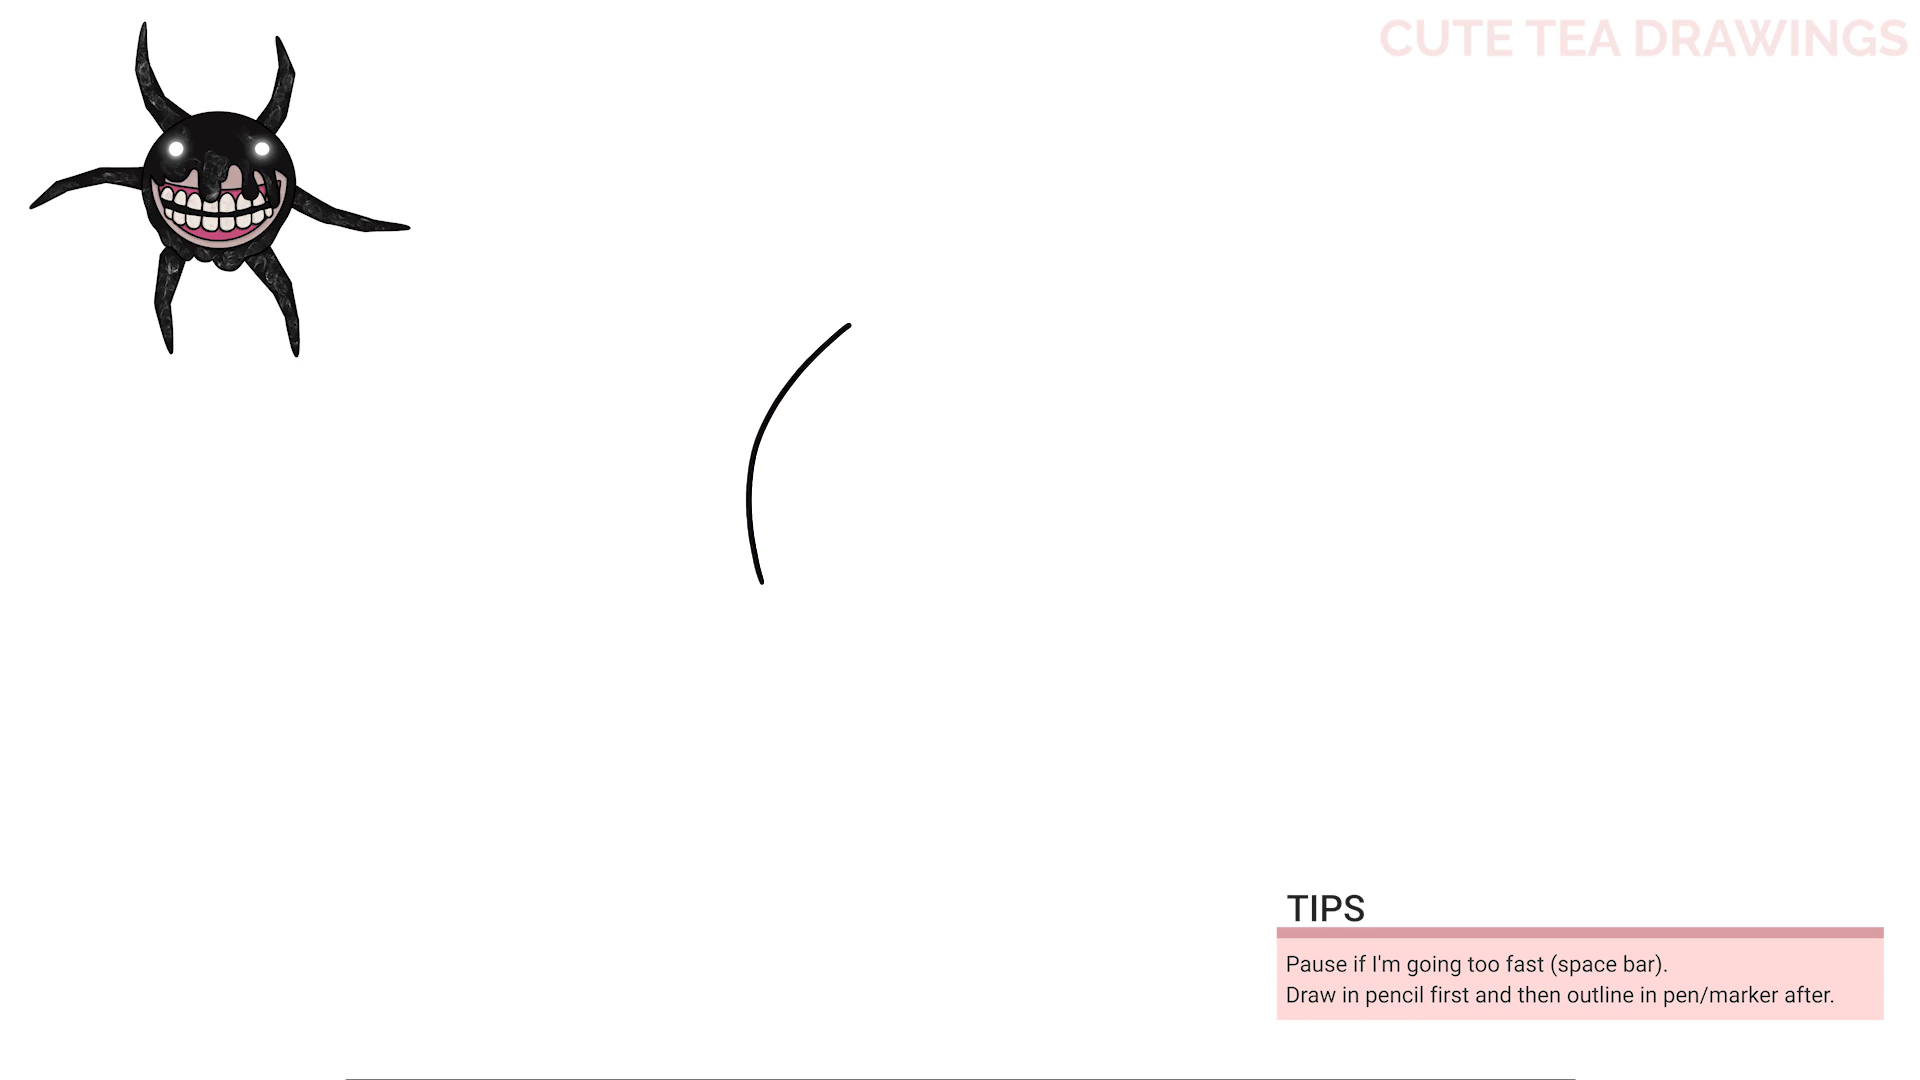 CUTE TEA DRAWINGS
TIPS
Pause if I'm going too fast (space bar).
Draw in pencil first and then outline in pen/marker after.